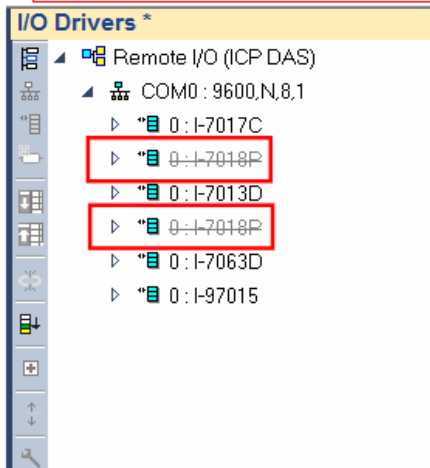 I/O Drivers *
Remote I/O (ICP DAS)
COM0 : 9600,N,8,1
0 : I-7017C
0 : I-7018P
0 : I-7013D
0 : I-7018P
0 : I-7063D
0 : I-97015